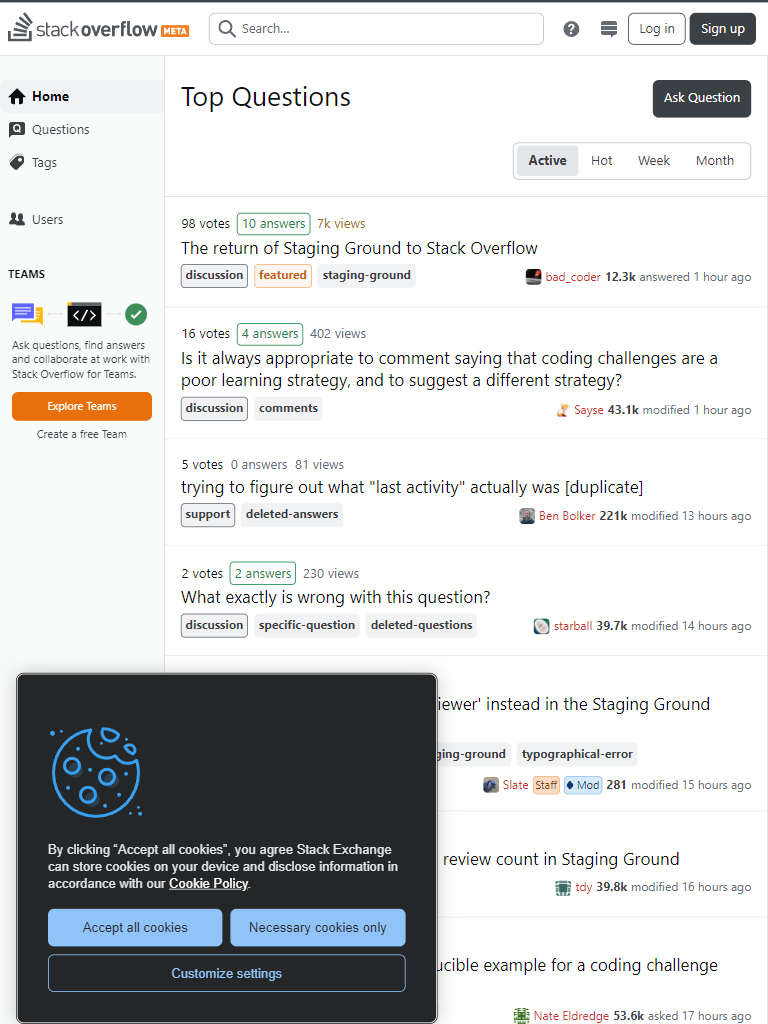 stackoverflow META
Search...
Log in
Sign up
Home
Questions
Tags
Users
TEAMS
Ask questions, find answers
and collaborate at work with
Stack Overflow for Teams.
Explore Teams
Create a free Team
Top Questions
Ask Question
Active Hot Week Month
98 votes 10 answers 7k views
The return of Staging Ground to Stack Overflow
discussion featured staging-ground
bad_coder 12.3k answered 1 hour ago
16 votes 4 answers 402 views
Is it always appropriate to comment saying that coding challenges are a
poor learning strategy, and to suggest a different strategy?
discussion comments
Sayse 43.1k modified 1 hour ago
5 votes 0 answers 81 views
trying to figure out what "last activity" actually was [duplicate]
support deleted-answers
Ben Bolker 221k modified 13 hours ago
2 votes 2 answers 230 views
What exactly is wrong with this question?
discussion specific-question deleted-questions
starball 39.7k modified 14 hours ago
iewer' instead in the Staging Ground
ging-ground typographical-error
Slate Staff Mod 281 modified 15 hours ago
review count in Staging Ground
tdy 39.8k modified 16 hours ago
ucible example for a coding challenge
Nate Eldredge 53.6k asked 17 hours ago
By clicking “Accept all cookies”, you agree Stack Exchange
can store cookies on your device and disclose information in
accordance with our Cookie Policy.
Accept all cookies
Necessary cookies only
Customize settings